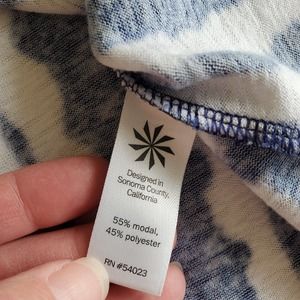 Designed in
Sonoma County,
California
55% modal,
45% polyester
RN #54023